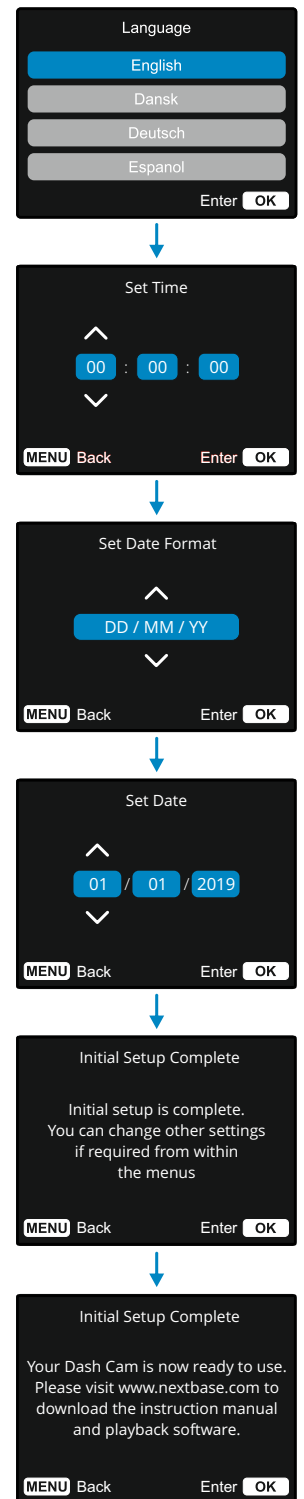 Language
English
Dansk
Deutsch
Espanol
Enter OK
Set Time
00 : 00 : 00
MENU Back Enter OK
Set Date Format
DD / MM / YY
MENU Back Enter OK
Set Date
01 / 01 / 2019
MENU Back Enter OK
Initial Setup Complete
Initial setup is complete.
You can change other settings
if required from within
the menus
MENU Back Enter OK
Initial Setup Complete
Your Dash Cam is now ready to use.
Please visit www.nextbase.com to
download the instruction manual
and playback software.
MENU Back Enter OK